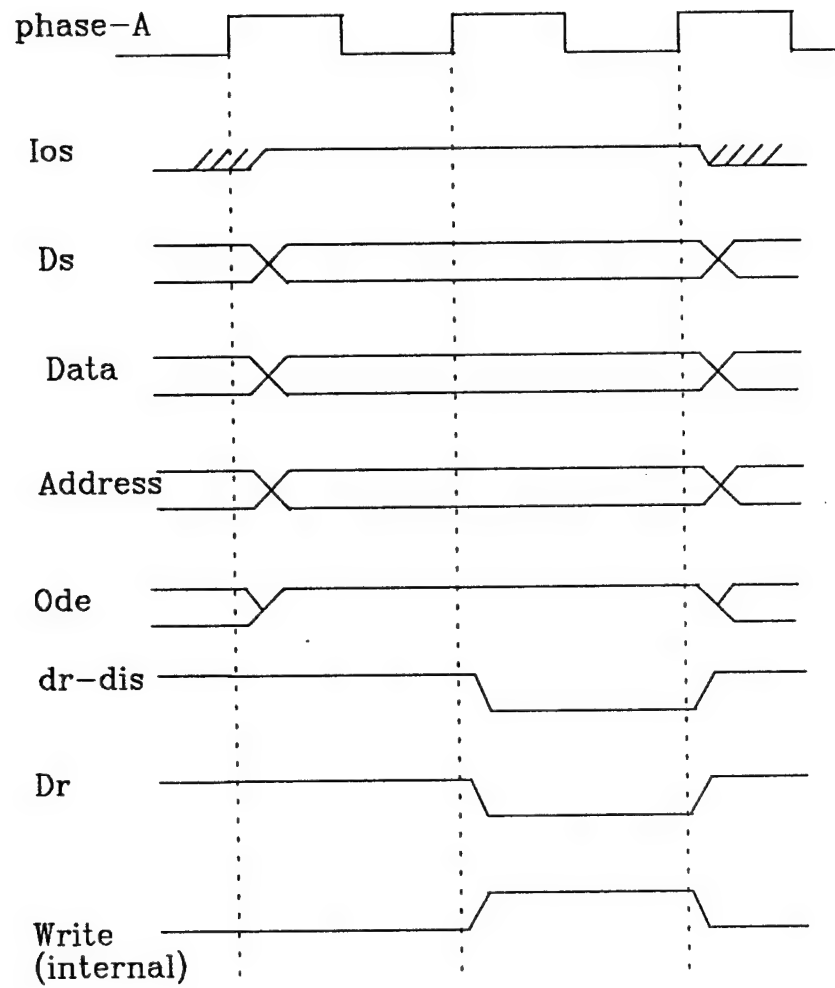 phase-A
Ios
Ds
Data
Address
Ode
dr-dis
Dr
Write
(internal)